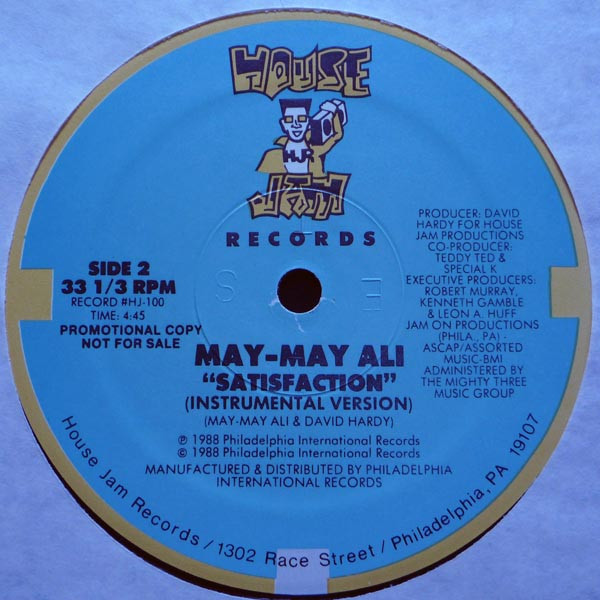 HOUSE
HJR
JAM
RECORDS
SIDE 2
33 1/3 RPM
RECORD #HJ-100
TIME: 4:45
PROMOTIONAL COPY
NOT FOR SALE
PRODUCER: DAVID
HARDY FOR HOUSE
JAM PRODUCTIONS
CO-PRODUCER:
TEDDY TED &
SPECIAL K
EXECUTIVE PRODUCERS:
ROBERT MURRAY,
KENNETH GAMBLE
& LEON A. HUFF
JAM ON PRODUCTIONS
(PHILA., PA) -
ASCAP/ASSORTED
MUSIC-BMI
ADMINISTERED BY
THE MIGHTY THREE
MUSIC GROUP
MAY-MAY ALI
"SATISFACTION"
(INSTRUMENTAL VERSION)
(MAY-MAY ALI & DAVID HARDY)
℗ 1988 Philadelphia International Records
© 1988 Philadelphia International Records
MANUFACTURED & DISTRIBUTED BY PHILADELPHIA
INTERNATIONAL RECORDS
House Jam Records / 1302 Race Street / Philadelphia, PA 19107